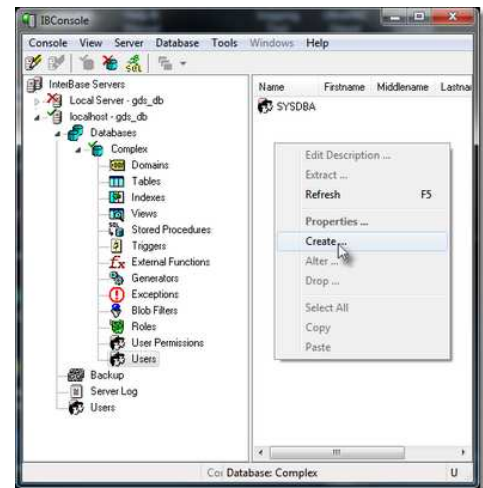 IBConsole
Console View Server Database Tools Windows Help
InterBase Servers
Local Server - gds_db
localhost - gds_db
Databases
Complex
Domains
Tables
Indexes
Views
Stored Procedures
Triggers
External Functions
Generators
Exceptions
Blob Filters
Roles
User Permissions
Users
Backup
Server Log
Users
Name Firstname Middlename Lastnar
SYSDBA
Edit Description ...
Extract ...
Refresh F5
Properties ...
Create ...
Alter ...
Drop ...
Select All
Copy
Paste
Cor Database: Complex U